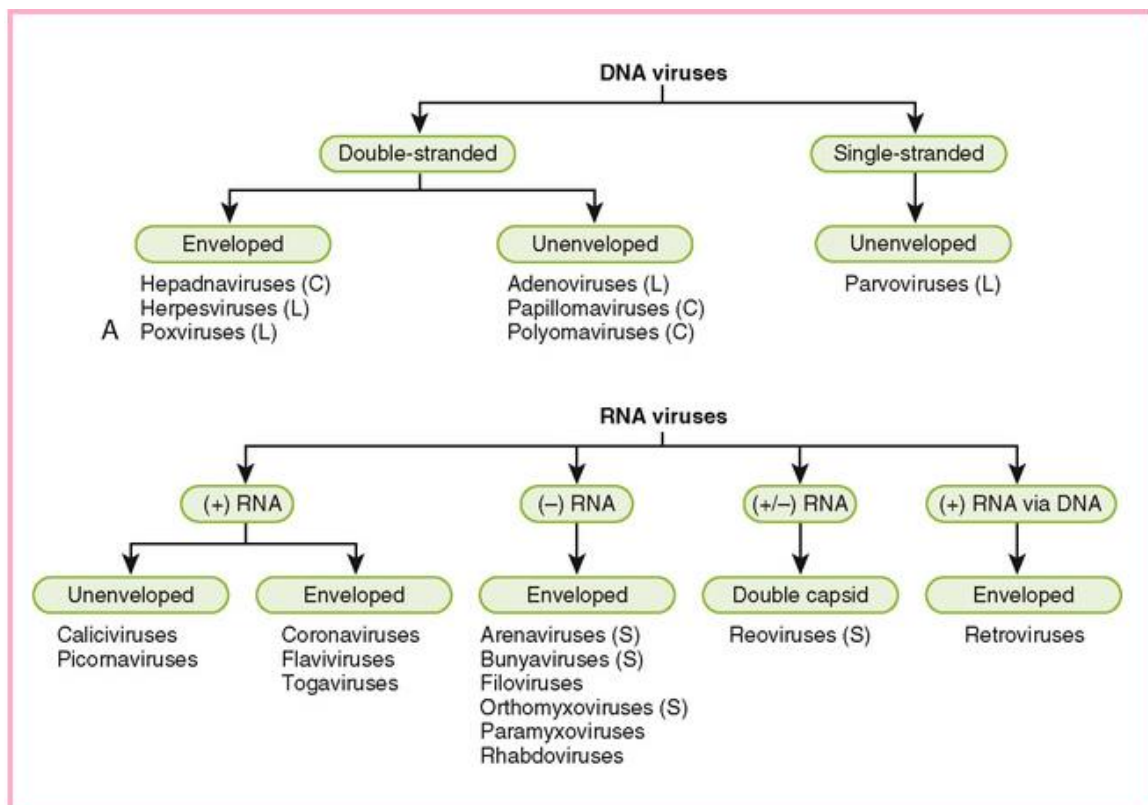 DNA viruses
Double-stranded
Single-stranded
Enveloped
Unenveloped
Unenveloped
Hepadnaviruses (C)
Herpesviruses (L)
Poxviruses (L)
A
Adenoviruses (L)
Papillomaviruses (C)
Polyomaviruses (C)
Parvoviruses (L)
RNA viruses
(+) RNA
(–) RNA
(+/–) RNA
(+) RNA via DNA
Unenveloped
Enveloped
Enveloped
Double capsid
Enveloped
Caliciviruses
Picornaviruses
Coronaviruses
Flaviviruses
Togaviruses
Arenaviruses (S)
Bunyaviruses (S)
Filoviruses
Orthomyxoviruses (S)
Paramyxoviruses
Rhabdoviruses
Reoviruses (S)
Retroviruses